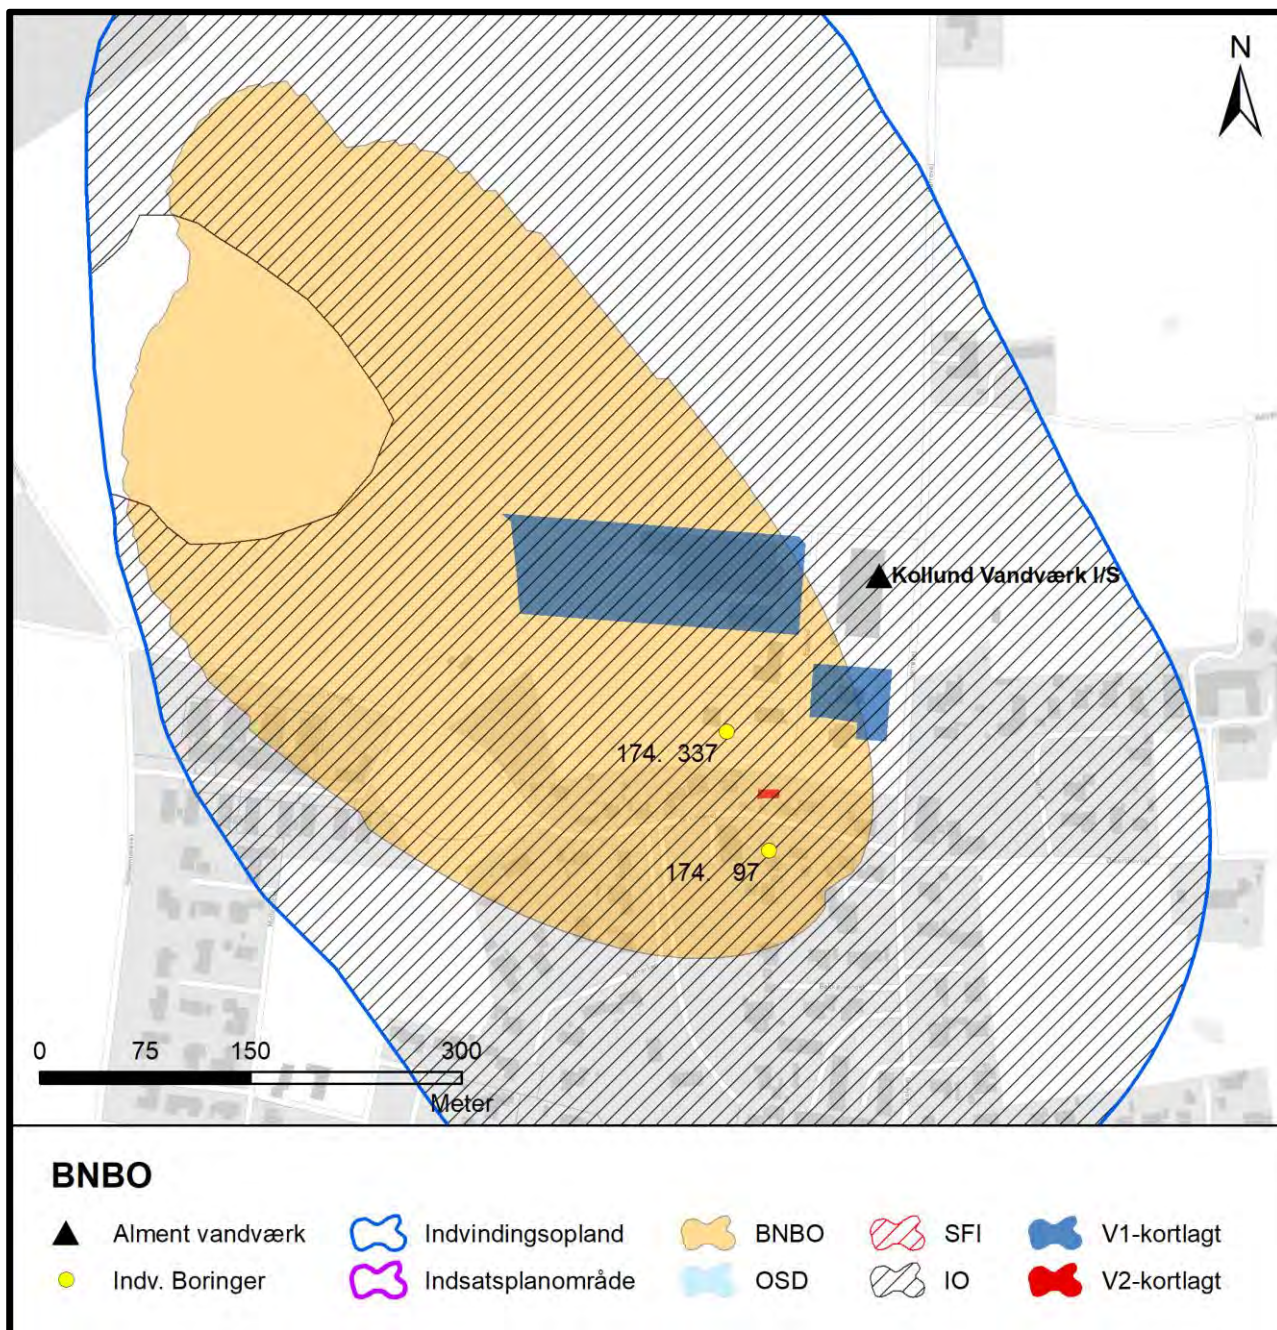 N
Kollund Vandværk I/S
174. 337
174. 97
0 75 150 300
Meter
BNBO
Alment vandværk
Indvindingsopland
BNBO
SFI
V1-kortlagt
Indv. Boringer
Indsatsplanområde
OSD
IO
V2-kortlagt